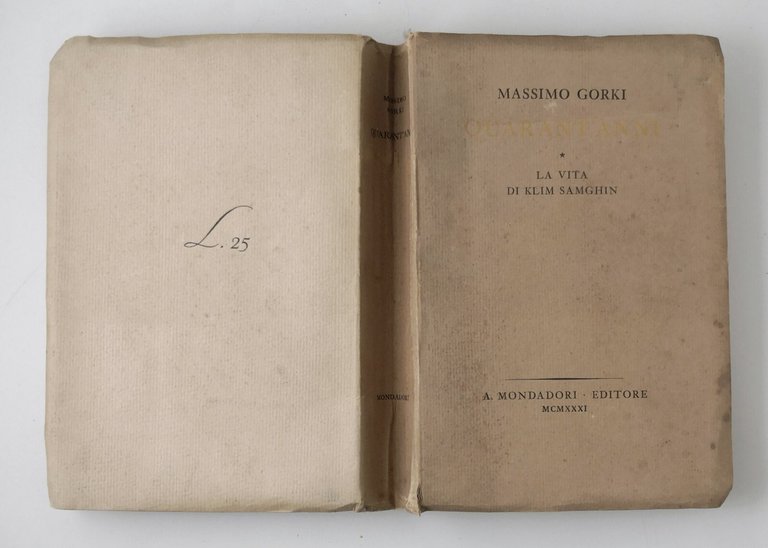 L. 25
MASSIMO
GORKI
QUARANT'ANNI
MONDADORI
MASSIMO GORKI
QUARANT'ANNI
*
LA VITA
DI KLIM SAMGHIN
A. MONDADORI · EDITORE
MCMXXXI